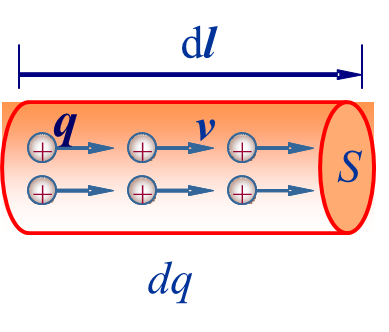 dl
q v
+ + +
S
+ + +
dq